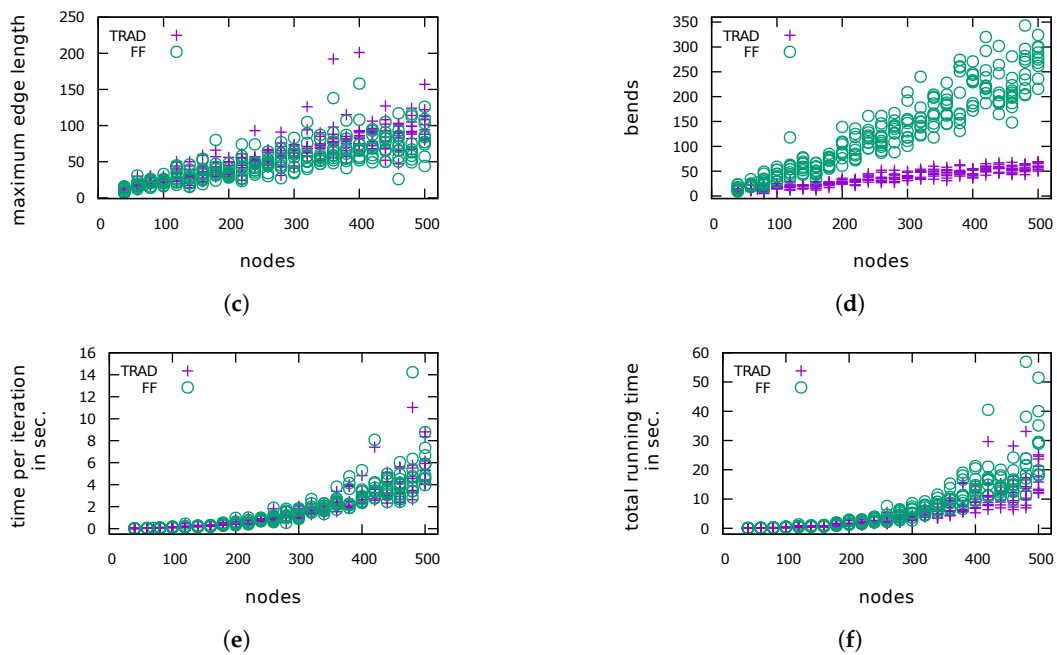 maximum edge length
250
200
150
100
50
0
TRAD
FF
0 100 200 300 400 500
nodes
(c)
bends
350
300
250
200
150
100
50
0
TRAD
FF
0 100 200 300 400 500
nodes
(d)
time per iteration
in sec.
16
14
12
10
8
6
4
2
0
TRAD
FF
0 100 200 300 400 500
nodes
(e)
total running time
in sec.
60
50
40
30
20
10
0
TRAD
FF
0 100 200 300 400 500
nodes
(f)